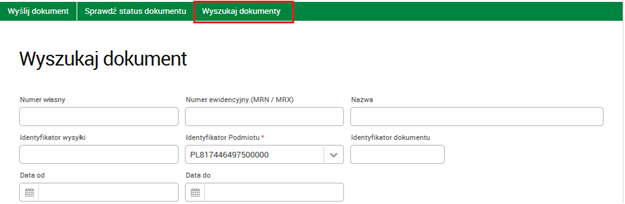 Wyślij dokument Sprawdź status dokumentu Wyszukaj dokumenty
Wyszukaj dokument
Numer własny Numer ewidencyjny (MRN / MRX) Nazwa
Identyfikator wysyłki Identyfikator Podmiotu * Identyfikator dokumentu
PL817446497500000
Data od Data do